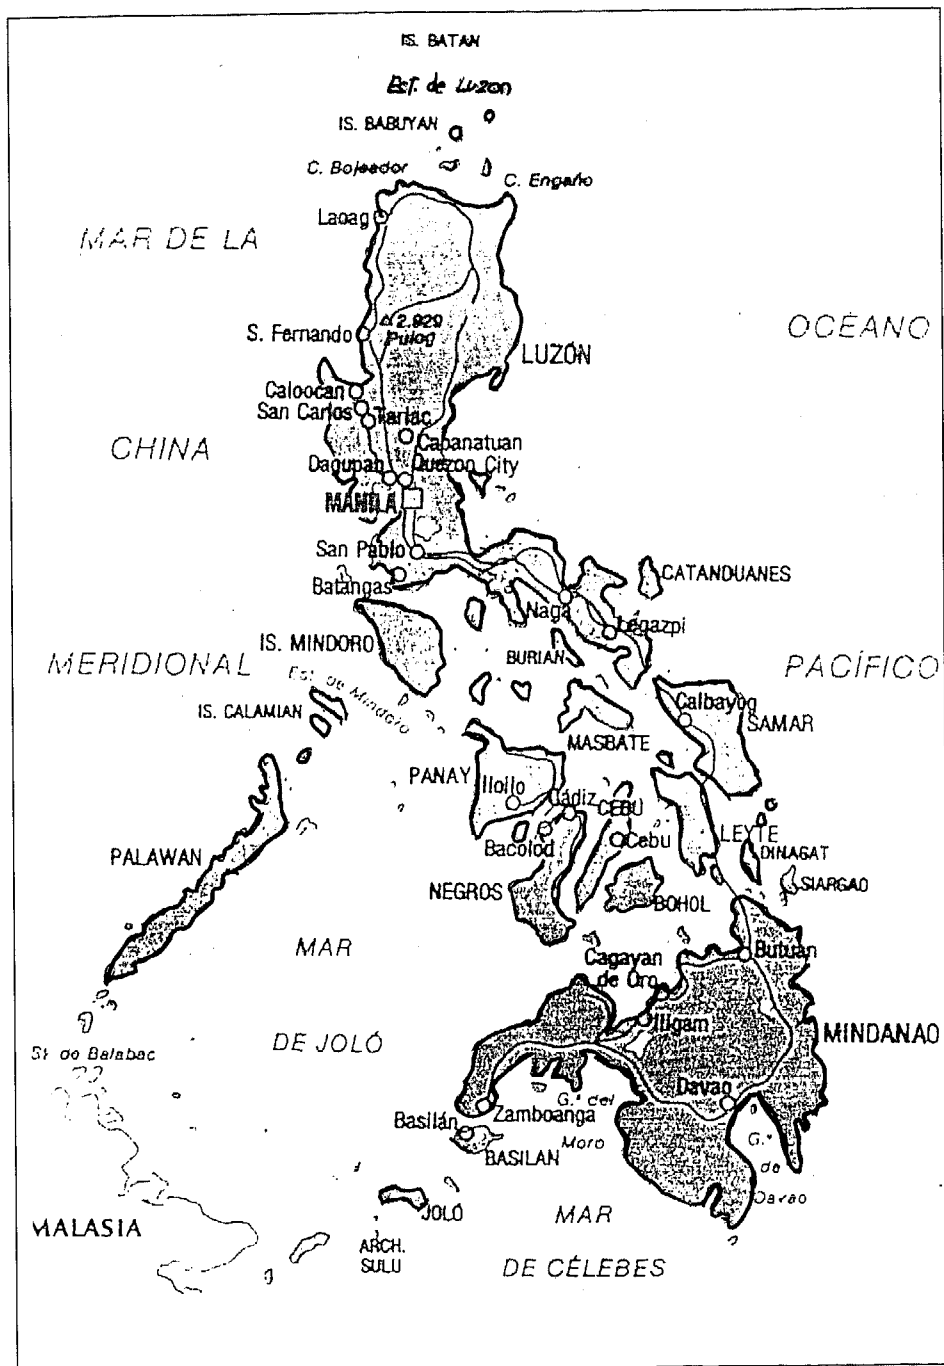 IS. BATAN
Est. de Luzon
IS. BABUYAN
C. Bojeador
C. Engaño
Laoag
MAR DE LA
S. Fernando
2.929
Pulog
OCÉANO
LUZÓN
Caloocan
San Carlos
Tarlac
CHINA
Cabanatuan
Dagupan
Quezon City
MANILA
San Pablo
Batangas
CATANDUANES
Naga
Legazpi
IS. MINDORO
BURIAN
MERIDIONAL
PACÍFICO
Est. de Mindoro
IS. CALAMIAN
Calbayog
SAMAR
MASBATE
PANAY
Iloilo
Cádiz
CEBÚ
Bacolod
Cebu
LEYTE
DINAGAT
PALAWAN
NEGROS
BOHOL
SIARGAO
MAR
Cagayan
de Oro
Butuan
Iligam
MINDANAO
DE JOLÓ
St. de Balabac
Davao
G.º del
Zamboanga
Basilán
Moro
BASILAN
G.º
de
Davao
MALASIA
JOLÓ
MAR
ARCH.
SULU
DE CÉLEBES